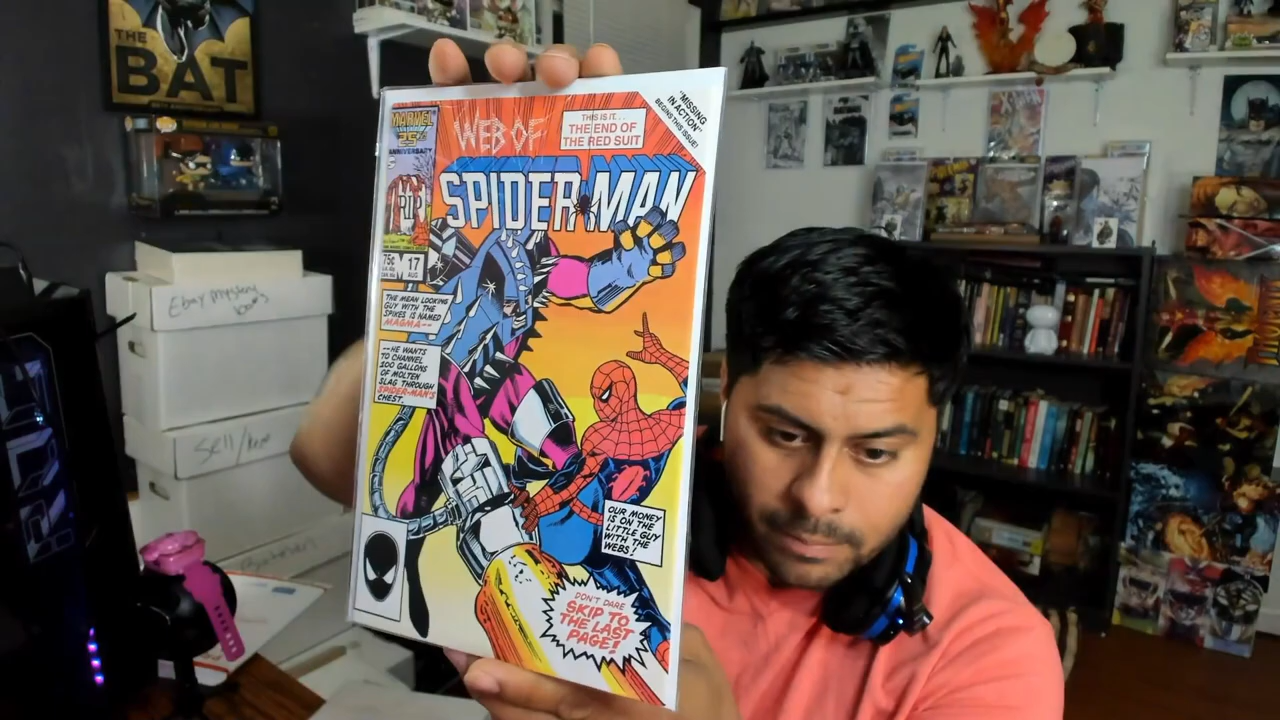 THE
BAT
MARVEL
25TH
ANNIVERSARY
WEB OF
SPIDER-MAN
THIS IS IT...
THE END OF
THE RED SUIT
"MISSING
IN ACTION"
BEGINS THIS ISSUE!
RIP
75¢
17
AUG
THE MEAN LOOKING
GUY WITH THE
SPIKES IS NAMED
MAGMA--
--HE WANTS
TO CHANNEL
200 GALLONS
OF MOLTEN
SLAG THROUGH
SPIDER-MAN'S
CHEST.
OUR MONEY
IS ON THE
LITTLE GUY
WITH THE
WEBS!
DON'T DARE
SKIP TO
THE LAST
PAGE!
Ebay mystery
boxes
Sell/
Batman